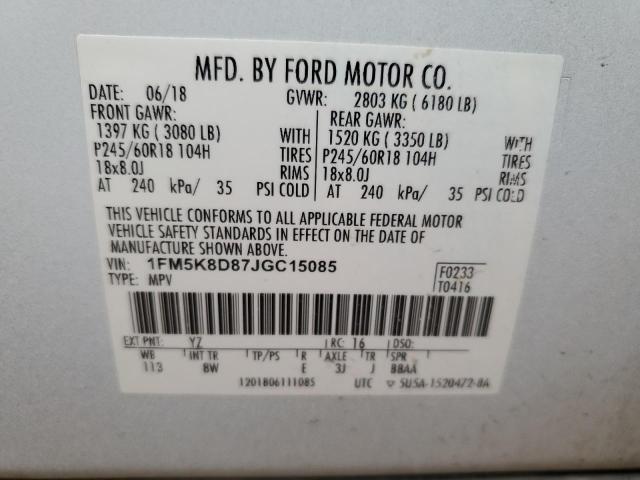 MFD. BY FORD MOTOR CO.
DATE: 06/18 GVWR: 2803 KG ( 6180 LB)
FRONT GAWR: REAR GAWR:
1397 KG ( 3080 LB) WITH 1520 KG ( 3350 LB) WITH
P245/60R18 104H TIRES P245/60R18 104H TIRES
18x8.0J RIMS 18x8.0J RIMS
AT 240 kPa/ 35 PSI COLD AT 240 kPa/ 35 PSI COLD
THIS VEHICLE CONFORMS TO ALL APPLICABLE FEDERAL MOTOR
VEHICLE SAFETY STANDARDS IN EFFECT ON THE DATE OF
MANUFACTURE SHOWN ABOVE.
VIN: 1FM5K8D87JGC15085 F0233
TYPE: MPV T0416
EXT PNT: YZ RC: 16 DSO:
WB INT TR TP/PS R AXLE TR SPR
113 8W E 3J J BBAA
1201806111085 UTC 5U5A-1520472-BA